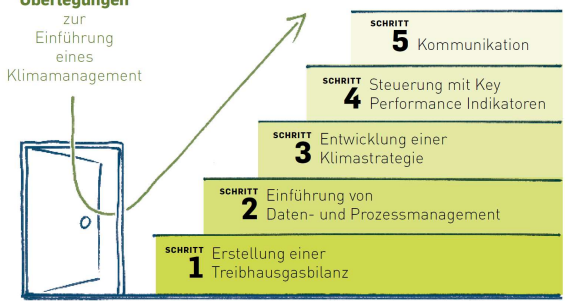 Überlegungen
zur
Einführung
eines
Klimamanagement
SCHRITT
5 Kommunikation
SCHRITT
4 Steuerung mit Key
Performance Indikatoren
SCHRITT
3 Entwicklung einer
Klimastrategie
SCHRITT
2 Einführung von
Daten- und Prozessmanagement
SCHRITT
1 Erstellung einer
Treibhausgasbilanz